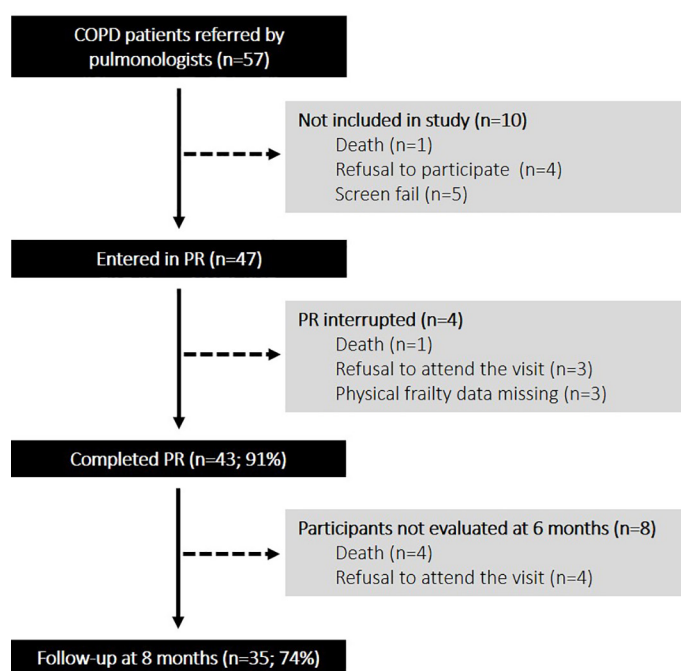 COPD patients referred by
pulmonologists (n=57)
Not included in study (n=10)
Death (n=1)
Refusal to participate (n=4)
Screen fail (n=5)
Entered in PR (n=47)
PR interrupted (n=4)
Death (n=1)
Refusal to attend the visit (n=3)
Physical frailty data missing (n=3)
Completed PR (n=43; 91%)
Participants not evaluated at 6 months (n=8)
Death (n=4)
Refusal to attend the visit (n=4)
Follow-up at 8 months (n=35; 74%)